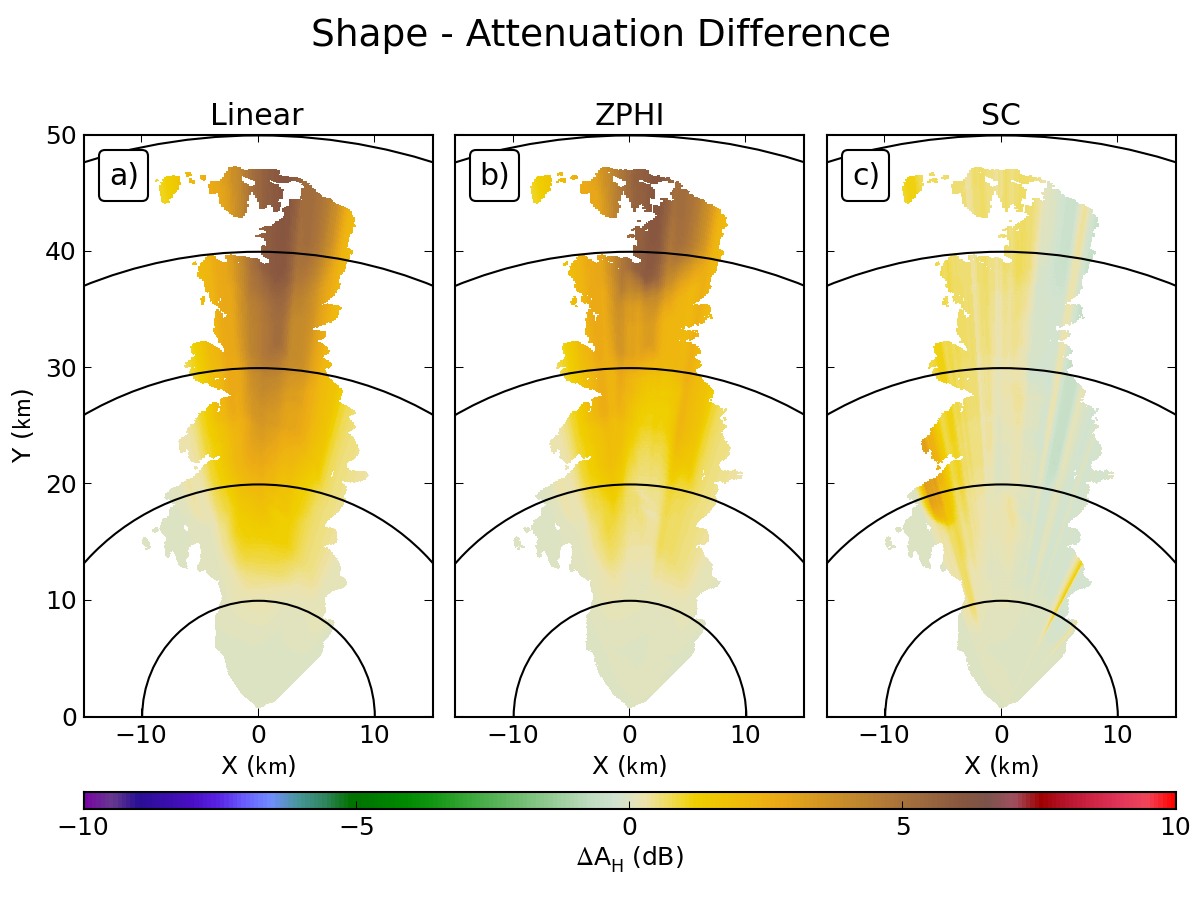 Shape - Attenuation Difference
Linear ZPHI SC
a) b) c)
50
40
30
20
10
0
Y (km)
−10 0 10 −10 0 10 −10 0 10
X (km) X (km) X (km)
−10 −5 0 5 10
ΔA_H (dB)